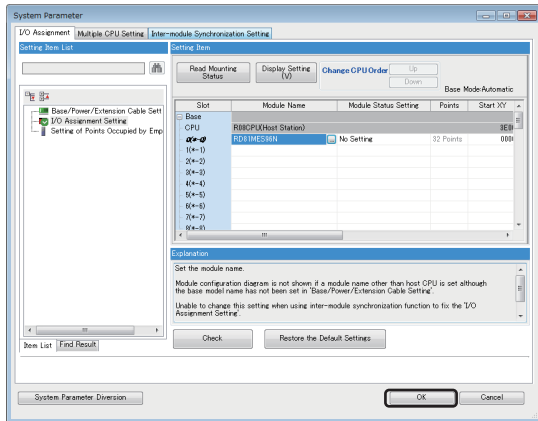 System Parameter
I/O Assignment Multiple CPU Setting Inter-module Synchronization Setting
Setting Item List
Base/Power/Extension Cable Sett
I/O Assignment Setting
Setting of Points Occupied by Emp
Item List Find Result
Setting Item
Read Mounting Status
Display Setting (V)
Change CPU Order
Up
Down
Base Mode:Automatic
Slot Module Name Module Status Setting Points Start XY
Base
CPU R08CPU(Host Station) 3E0
0(*-0) RD81MES96N ... No Setting 32 Points 000
1(*-1)
2(*-2)
3(*-3)
4(*-4)
5(*-5)
6(*-6)
7(*-7)
8(*-8)
Explanation
Set the module name.
Module configuration diagram is not shown if a module name other than host CPU is set although
the base model name has not been set in 'Base/Power/Extension Cable Setting'.
Unable to change this setting when using inter-module synchronization function to fix the 'I/O
Assignment Setting'.
Check Restore the Default Settings
System Parameter Diversion OK Cancel